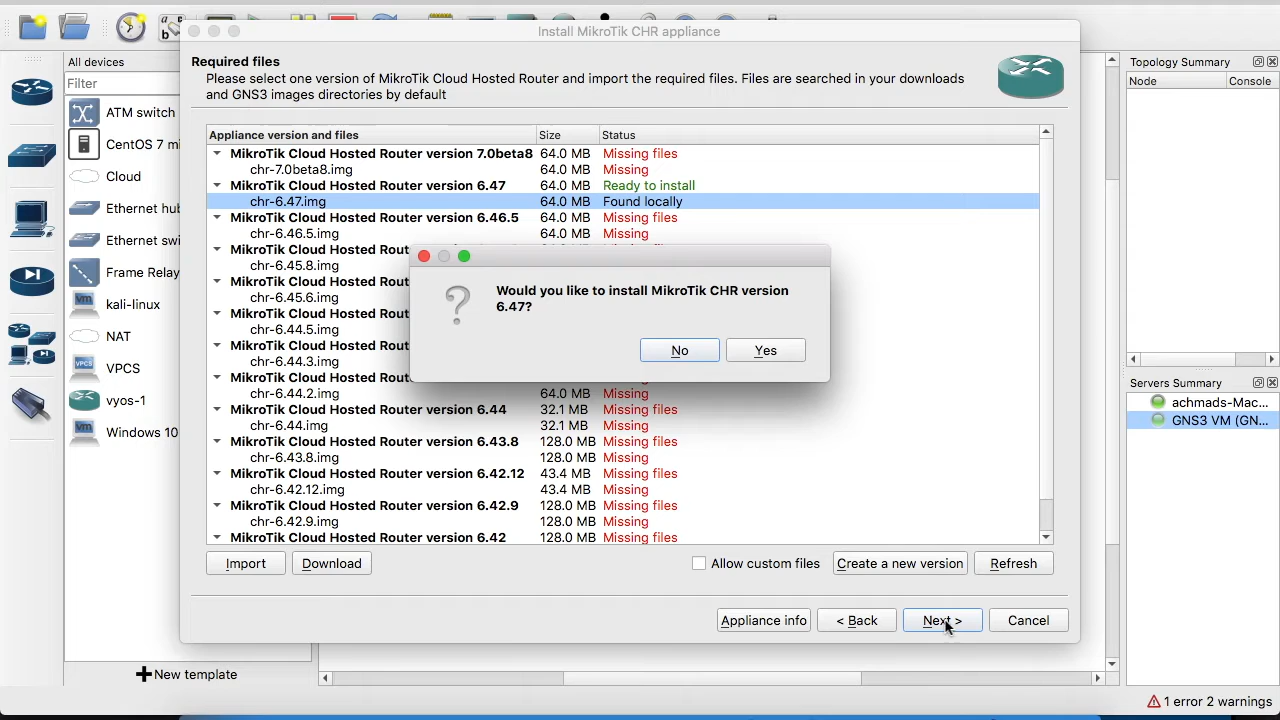 Install MikroTik CHR appliance
All devices
Filter
ATM switch
CentOS 7 mi
Cloud
Ethernet hub
Ethernet swi
Frame Relay
kali-linux
NAT
VPCS
vyos-1
Windows 10
New template
Required files
Please select one version of MikroTik Cloud Hosted Router and import the required files. Files are searched in your downloads
and GNS3 images directories by default
Appliance version and files Size Status
MikroTik Cloud Hosted Router version 7.0beta8 64.0 MB Missing files
chr-7.0beta8.img 64.0 MB Missing
MikroTik Cloud Hosted Router version 6.47 64.0 MB Ready to install
chr-6.47.img 64.0 MB Found locally
MikroTik Cloud Hosted Router version 6.46.5 64.0 MB Missing files
chr-6.46.5.img 64.0 MB Missing
MikroTik Cloud Hosted Rout
chr-6.45.8.img
MikroTik Cloud Hosted Rout
chr-6.45.6.img
MikroTik Cloud Hosted Rout
chr-6.44.5.img
MikroTik Cloud Hosted Rout
chr-6.44.3.img
MikroTik Cloud Hosted Rout
chr-6.44.2.img 64.0 MB Missing
MikroTik Cloud Hosted Router version 6.44 32.1 MB Missing files
chr-6.44.img 32.1 MB Missing
MikroTik Cloud Hosted Router version 6.43.8 128.0 MB Missing files
chr-6.43.8.img 128.0 MB Missing
MikroTik Cloud Hosted Router version 6.42.12 43.4 MB Missing files
chr-6.42.12.img 43.4 MB Missing
MikroTik Cloud Hosted Router version 6.42.9 128.0 MB Missing files
chr-6.42.9.img 128.0 MB Missing
MikroTik Cloud Hosted Router version 6.42 128.0 MB Missing files
Would you like to install MikroTik CHR version
6.47?
No Yes
Import Download Allow custom files Create a new version Refresh
Appliance info < Back Next > Cancel
Topology Summary
Node Console
Servers Summary
achmads-Mac...
GNS3 VM (GN...
1 error 2 warnings